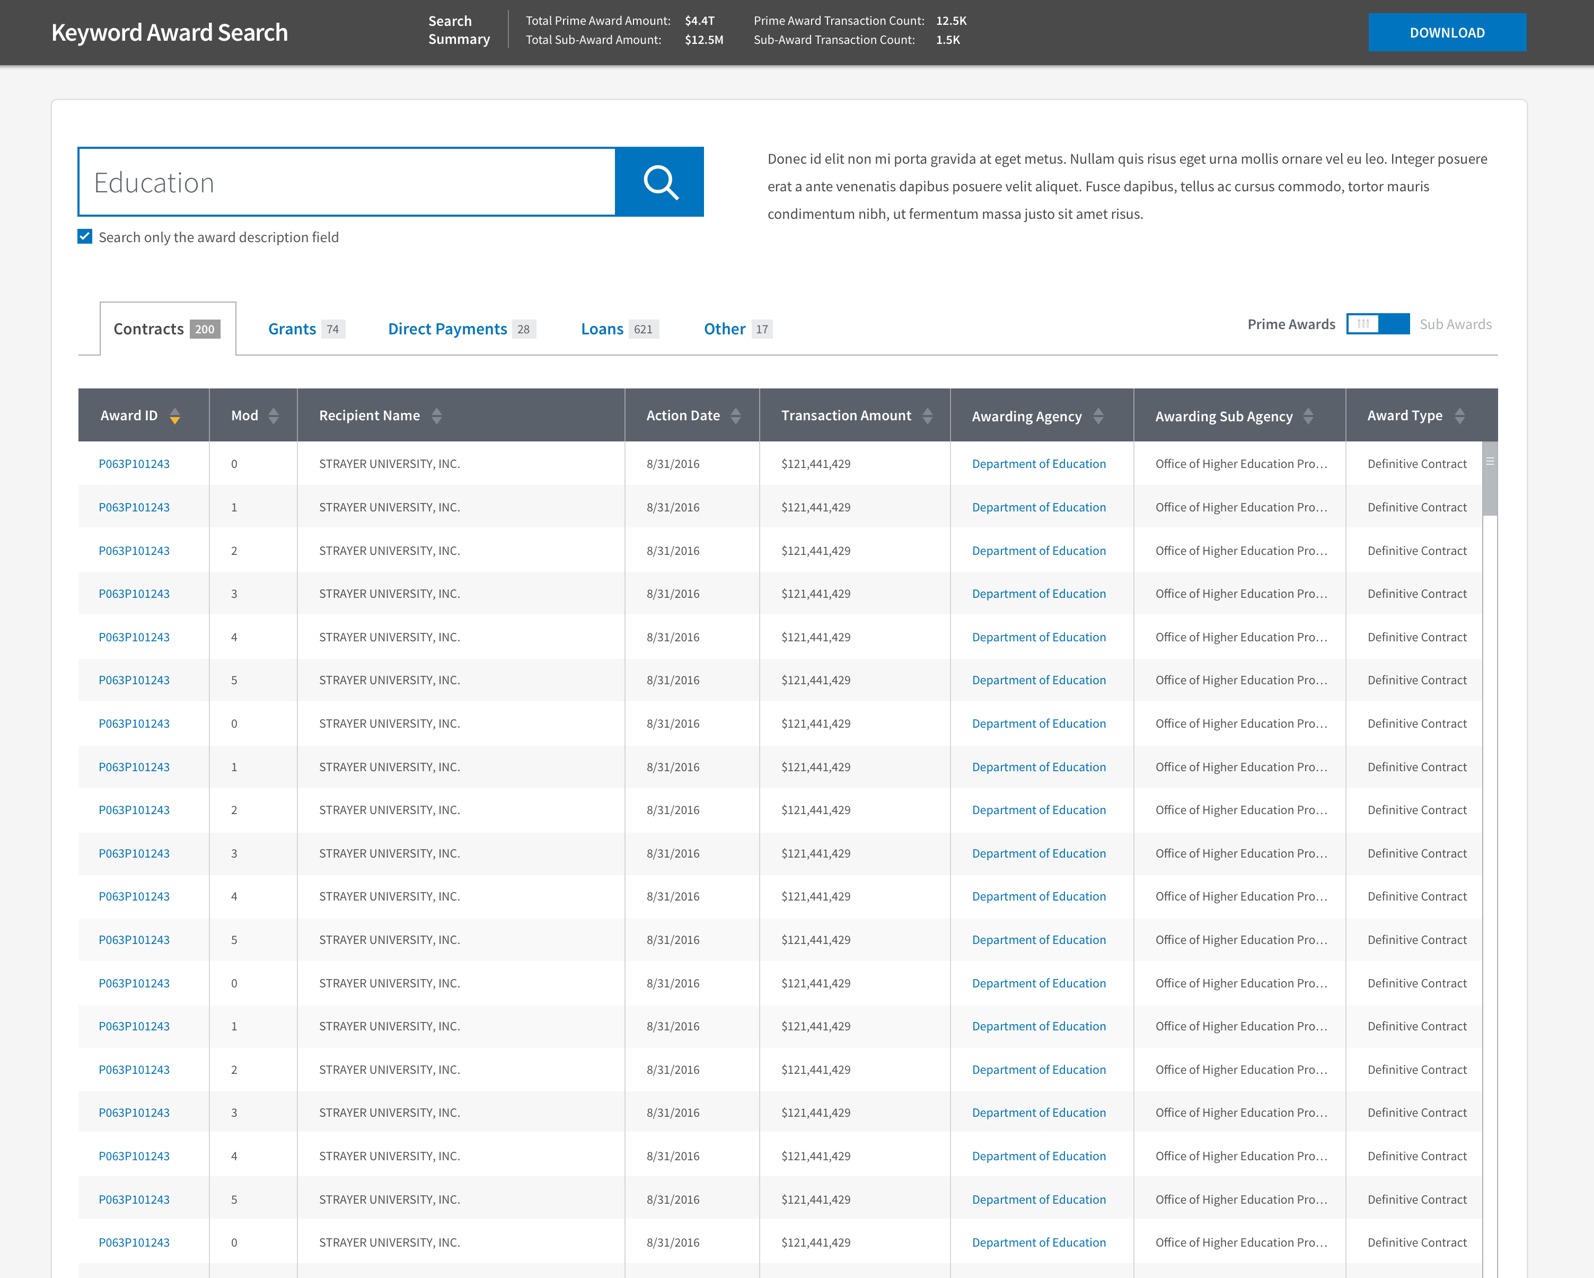 Keyword Award Search
Search Summary
Total Prime Award Amount: $4.4T
Prime Award Transaction Count: 12.5K
Total Sub-Award Amount: $12.5M
Sub-Award Transaction Count: 1.5K
DOWNLOAD
Education
Search only the award description field
Donec id elit non mi porta gravida at eget metus. Nullam quis risus eget urna mollis ornare vel eu leo. Integer posuere
erat a ante venenatis dapibus posuere velit aliquet. Fusce dapibus, tellus ac cursus commodo, tortor mauris
condimentum nibh, ut fermentum massa justo sit amet risus.
Contracts 200 Grants 74 Direct Payments 28 Loans 621 Other 17
Prime Awards Sub Awards
Award ID Mod Recipient Name Action Date Transaction Amount Awarding Agency Awarding Sub Agency Award Type
P063P101243 0 STRAYER UNIVERSITY, INC. 8/31/2016 $121,441,429 Department of Education Office of Higher Education Pro… Definitive Contract
P063P101243 1 STRAYER UNIVERSITY, INC. 8/31/2016 $121,441,429 Department of Education Office of Higher Education Pro… Definitive Contract
P063P101243 2 STRAYER UNIVERSITY, INC. 8/31/2016 $121,441,429 Department of Education Office of Higher Education Pro… Definitive Contract
P063P101243 3 STRAYER UNIVERSITY, INC. 8/31/2016 $121,441,429 Department of Education Office of Higher Education Pro… Definitive Contract
P063P101243 4 STRAYER UNIVERSITY, INC. 8/31/2016 $121,441,429 Department of Education Office of Higher Education Pro… Definitive Contract
P063P101243 5 STRAYER UNIVERSITY, INC. 8/31/2016 $121,441,429 Department of Education Office of Higher Education Pro… Definitive Contract
P063P101243 0 STRAYER UNIVERSITY, INC. 8/31/2016 $121,441,429 Department of Education Office of Higher Education Pro… Definitive Contract
P063P101243 1 STRAYER UNIVERSITY, INC. 8/31/2016 $121,441,429 Department of Education Office of Higher Education Pro… Definitive Contract
P063P101243 2 STRAYER UNIVERSITY, INC. 8/31/2016 $121,441,429 Department of Education Office of Higher Education Pro… Definitive Contract
P063P101243 3 STRAYER UNIVERSITY, INC. 8/31/2016 $121,441,429 Department of Education Office of Higher Education Pro… Definitive Contract
P063P101243 4 STRAYER UNIVERSITY, INC. 8/31/2016 $121,441,429 Department of Education Office of Higher Education Pro… Definitive Contract
P063P101243 5 STRAYER UNIVERSITY, INC. 8/31/2016 $121,441,429 Department of Education Office of Higher Education Pro… Definitive Contract
P063P101243 0 STRAYER UNIVERSITY, INC. 8/31/2016 $121,441,429 Department of Education Office of Higher Education Pro… Definitive Contract
P063P101243 1 STRAYER UNIVERSITY, INC. 8/31/2016 $121,441,429 Department of Education Office of Higher Education Pro… Definitive Contract
P063P101243 2 STRAYER UNIVERSITY, INC. 8/31/2016 $121,441,429 Department of Education Office of Higher Education Pro… Definitive Contract
P063P101243 3 STRAYER UNIVERSITY, INC. 8/31/2016 $121,441,429 Department of Education Office of Higher Education Pro… Definitive Contract
P063P101243 4 STRAYER UNIVERSITY, INC. 8/31/2016 $121,441,429 Department of Education Office of Higher Education Pro… Definitive Contract
P063P101243 5 STRAYER UNIVERSITY, INC. 8/31/2016 $121,441,429 Department of Education Office of Higher Education Pro… Definitive Contract
P063P101243 0 STRAYER UNIVERSITY, INC. 8/31/2016 $121,441,429 Department of Education Office of Higher Education Pro… Definitive Contract